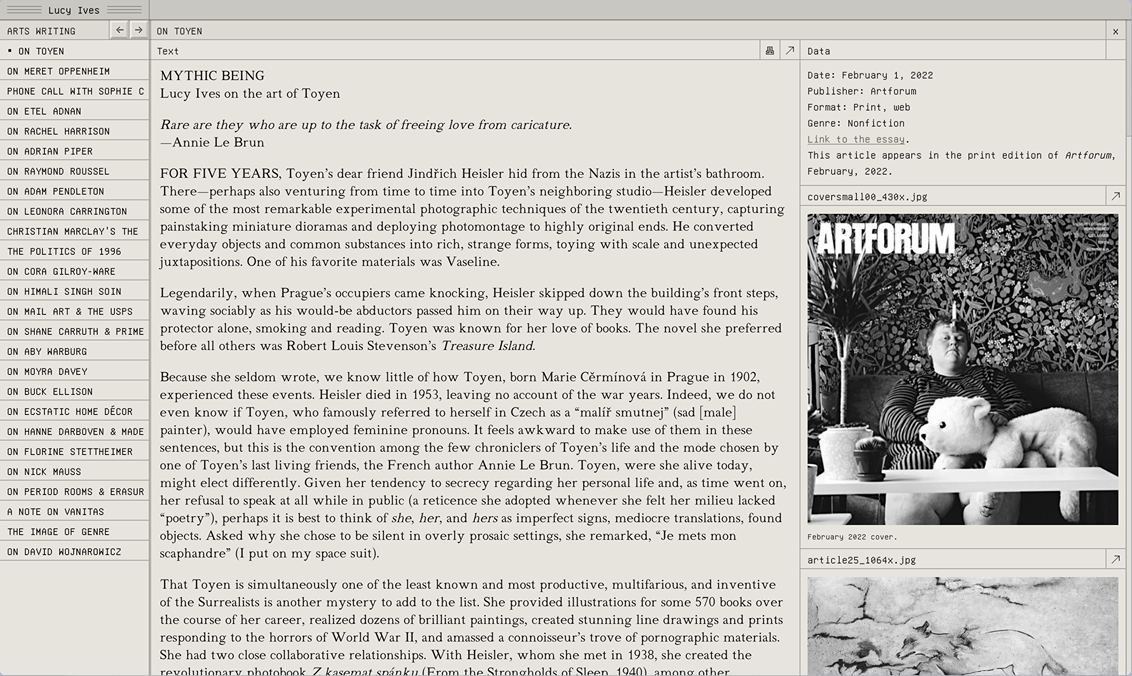 Lucy Ives
ARTS WRITING
← →
▪ ON TOYEN
ON MERET OPPENHEIM
PHONE CALL WITH SOPHIE C
ON ETEL ADNAN
ON RACHEL HARRISON
ON ADRIAN PIPER
ON RAYMOND ROUSSEL
ON ADAM PENDLETON
ON LEONORA CARRINGTON
CHRISTIAN MARCLAY'S THE
THE POLITICS OF 1996
ON CORA GILROY-WARE
ON HIMALI SINGH SOIN
ON MAIL ART & THE USPS
ON SHANE CARRUTH & PRIME
ON ABY WARBURG
ON MOYRA DAVEY
ON BUCK ELLISON
ON ECSTATIC HOME DÉCOR
ON HANNE DARBOVEN & MADE
ON FLORINE STETTHEIMER
ON NICK MAUSS
ON PERIOD ROOMS & ERASUR
A NOTE ON VANITAS
THE IMAGE OF GENRE
ON DAVID WOJNAROWICZ
ON TOYEN
x
Text
MYTHIC BEING
Lucy Ives on the art of Toyen
Rare are they who are up to the task of freeing love from caricature.
—Annie Le Brun
FOR FIVE YEARS, Toyen's dear friend Jindřich Heisler hid from the Nazis in the artist's bathroom.
There—perhaps also venturing from time to time into Toyen's neighboring studio—Heisler developed
some of the most remarkable experimental photographic techniques of the twentieth century, capturing
painstaking miniature dioramas and deploying photomontage to highly original ends. He converted
everyday objects and common substances into rich, strange forms, toying with scale and unexpected
juxtapositions. One of his favorite materials was Vaseline.
Legendarily, when Prague's occupiers came knocking, Heisler skipped down the building's front steps,
waving sociably as his would-be abductors passed him on their way up. They would have found his
protector alone, smoking and reading. Toyen was known for her love of books. The novel she preferred
before all others was Robert Louis Stevenson's Treasure Island.
Because she seldom wrote, we know little of how Toyen, born Marie Cěrmínová in Prague in 1902,
experienced these events. Heisler died in 1953, leaving no account of the war years. Indeed, we do not
even know if Toyen, who famously referred to herself in Czech as a “malíř smutnej” (sad [male]
painter), would have employed feminine pronouns. It feels awkward to make use of them in these
sentences, but this is the convention among the few chroniclers of Toyen's life and the mode chosen by
one of Toyen's last living friends, the French author Annie Le Brun. Toyen, were she alive today,
might elect differently. Given her tendency to secrecy regarding her personal life and, as time went on,
her refusal to speak at all while in public (a reticence she adopted whenever she felt her milieu lacked
“poetry”), perhaps it is best to think of she, her, and hers as imperfect signs, mediocre translations, found
objects. Asked why she chose to be silent in overly prosaic settings, she remarked, “Je mets mon
scaphandre” (I put on my space suit).
That Toyen is simultaneously one of the least known and most productive, multifarious, and inventive
of the Surrealists is another mystery to add to the list. She provided illustrations for some 570 books over
the course of her career, realized dozens of brilliant paintings, created stunning line drawings and prints
responding to the horrors of World War II, and amassed a connoisseur's trove of pornographic materials.
She had two close collaborative relationships. With Heisler, whom she met in 1938, she created the
revolutionary photobook Z kasemat spánku (From the Strongholds of Sleep, 1940), among other
Data
Date: February 1, 2022
Publisher: Artforum
Format: Print, web
Genre: Nonfiction
Link to the essay.
This article appears in the print edition of Artforum,
February, 2022.
coversmall00_430x.jpg
ARTFORUM
February 2022 cover.
article25_1064x.jpg